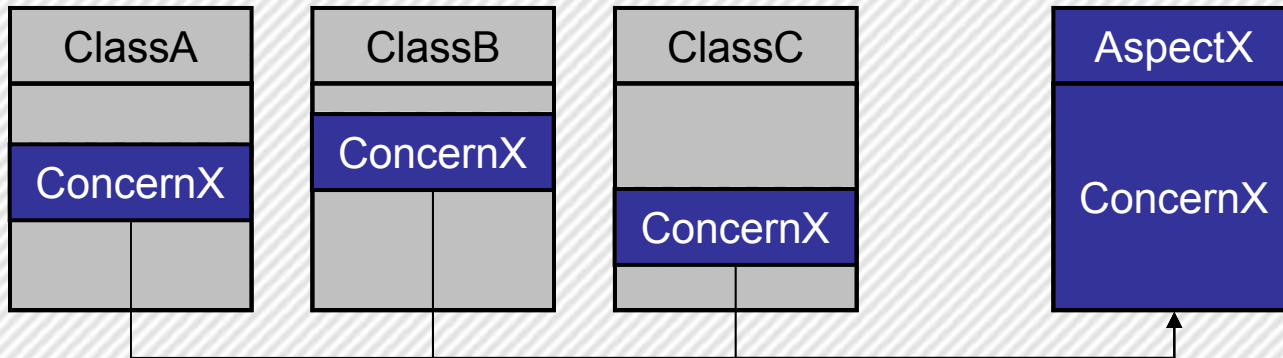 ClassA
ClassB
ClassC
AspectX
ConcernX
ConcernX
ConcernX
ConcernX